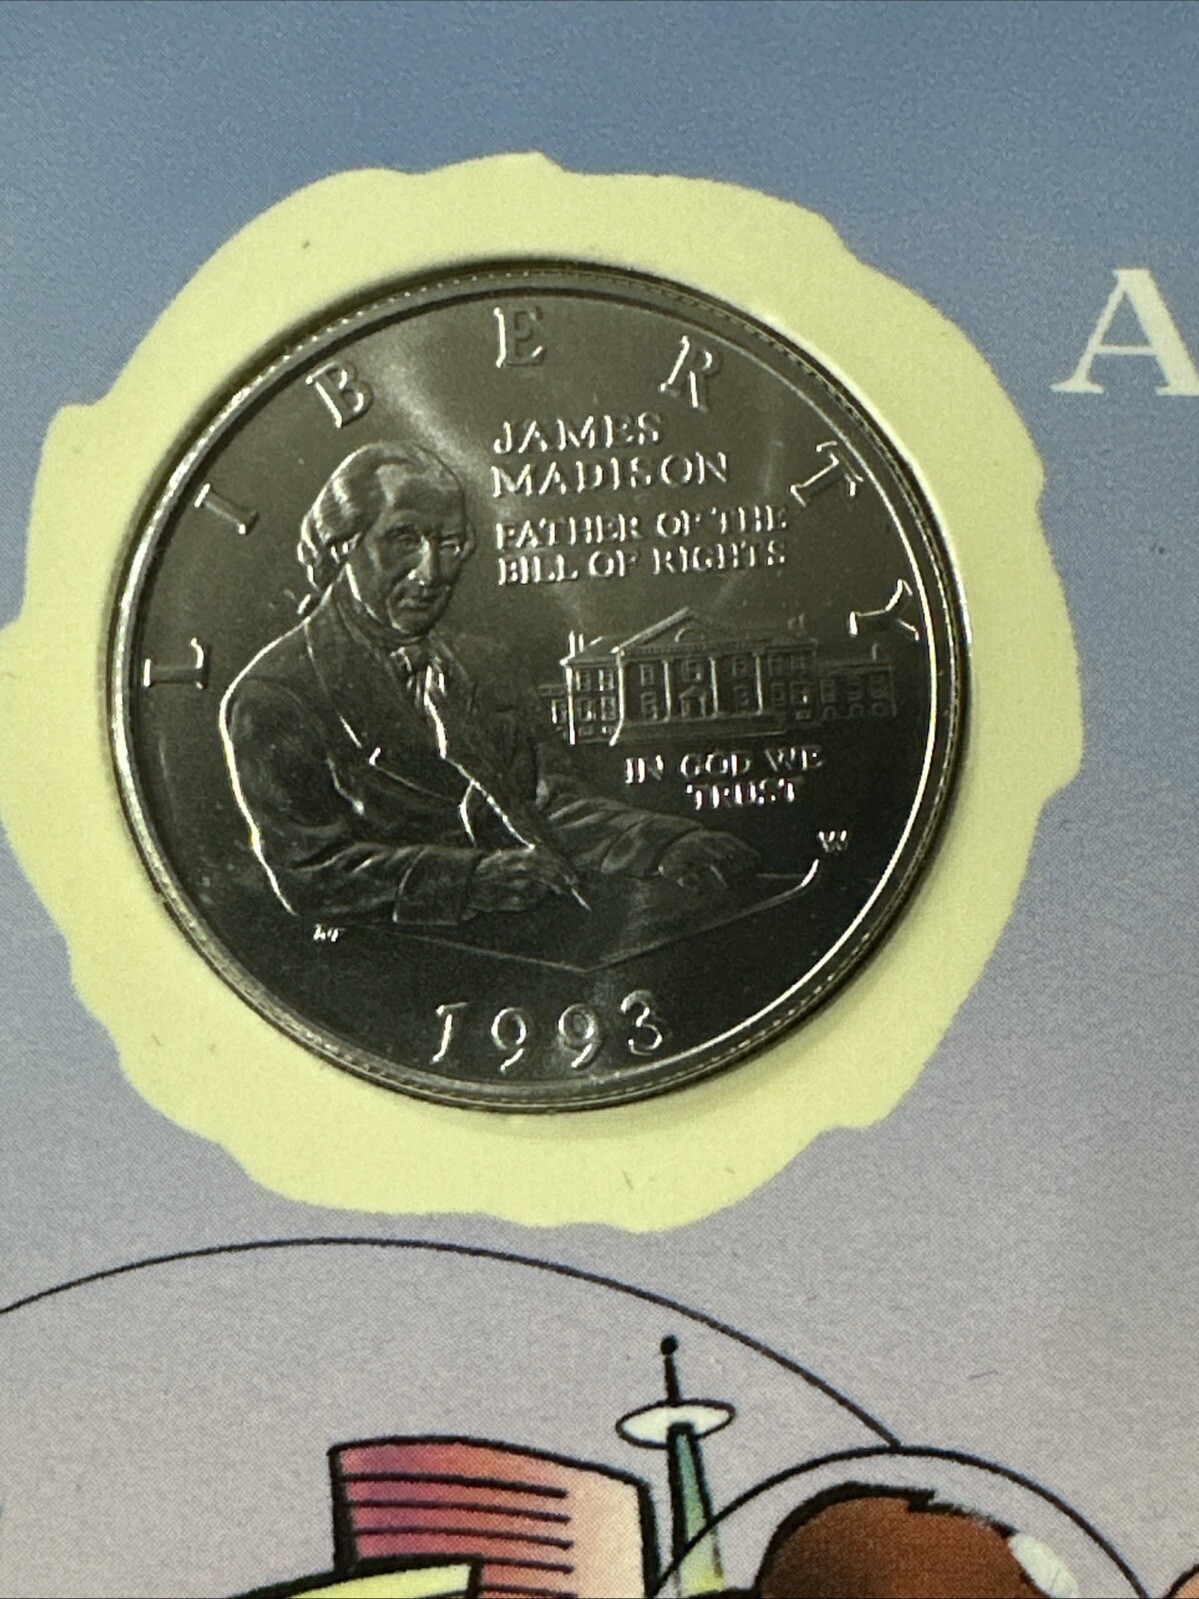 LIBERTY
A
JAMES
MADISON
FATHER OF THE
BILL OF RIGHTS
IN GOD WE
TRUST
W
1993